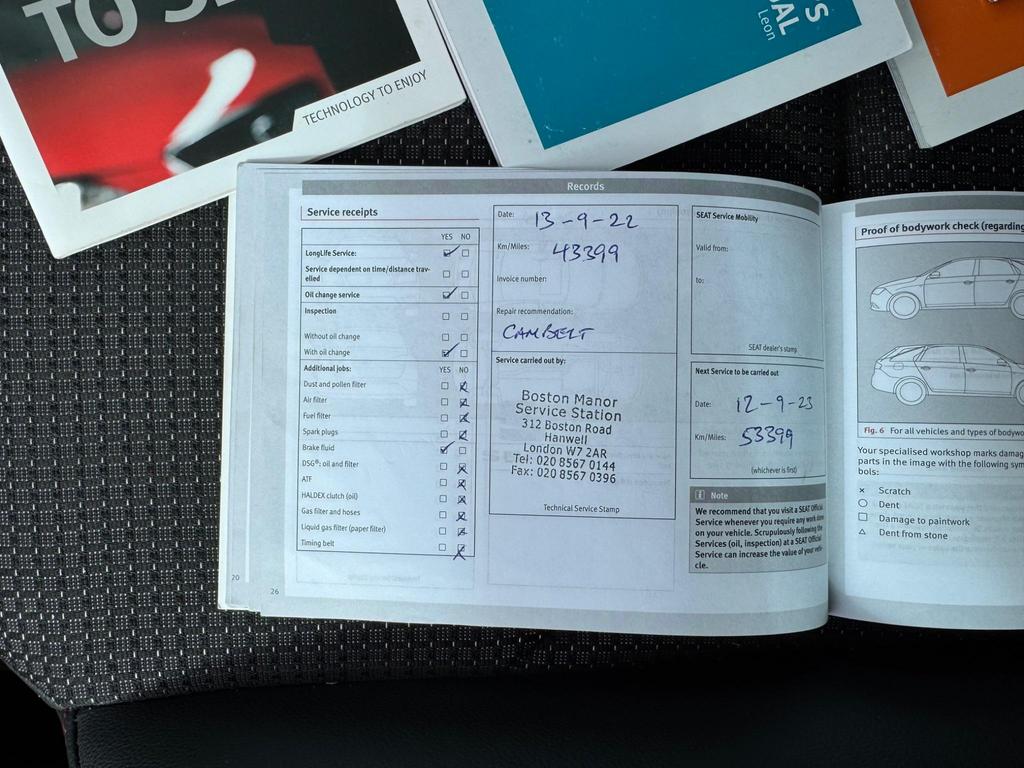 TO
TECHNOLOGY TO ENJOY
Leon
Records
Service receipts
YES NO
LongLife Service:
Service dependent on time/distance trav-
elled
Oil change service
Inspection
Without oil change
With oil change
Additional jobs: YES NO
Dust and pollen filter
Air filter
Fuel filter
Spark plugs
Brake fluid
DSG®: oil and filter
ATF
HALDEX clutch (oil)
Gas filter and hoses
Liquid gas filter (paper filter)
Timing belt
20
26
Date: 13-9-22
Km/Miles: 43399
Invoice number:
Repair recommendation:
CAMBELT
Service carried out by:
Boston Manor
Service Station
312 Boston Road
Hanwell
London W7 2AR
Tel: 020 8567 0144
Fax: 020 8567 0396
Technical Service Stamp
SEAT Service Mobility
Valid from:
to:
SEAT dealer's stamp
Next Service to be carried out
Date: 12-9-23
Km/Miles: 53399
(whichever is first)
i Note
We recommend that you visit a SEAT Official
Service whenever you require any work done
on your vehicle. Scrupulously following the
Services (oil, inspection) at a SEAT Official
Service can increase the value of your vehi-
cle.
Proof of bodywork check (regarding
Fig. 6 For all vehicles and types of bodywo
Your specialised workshop marks damag
parts in the image with the following sym
bols:
× Scratch
○ Dent
□ Damage to paintwork
△ Dent from stone